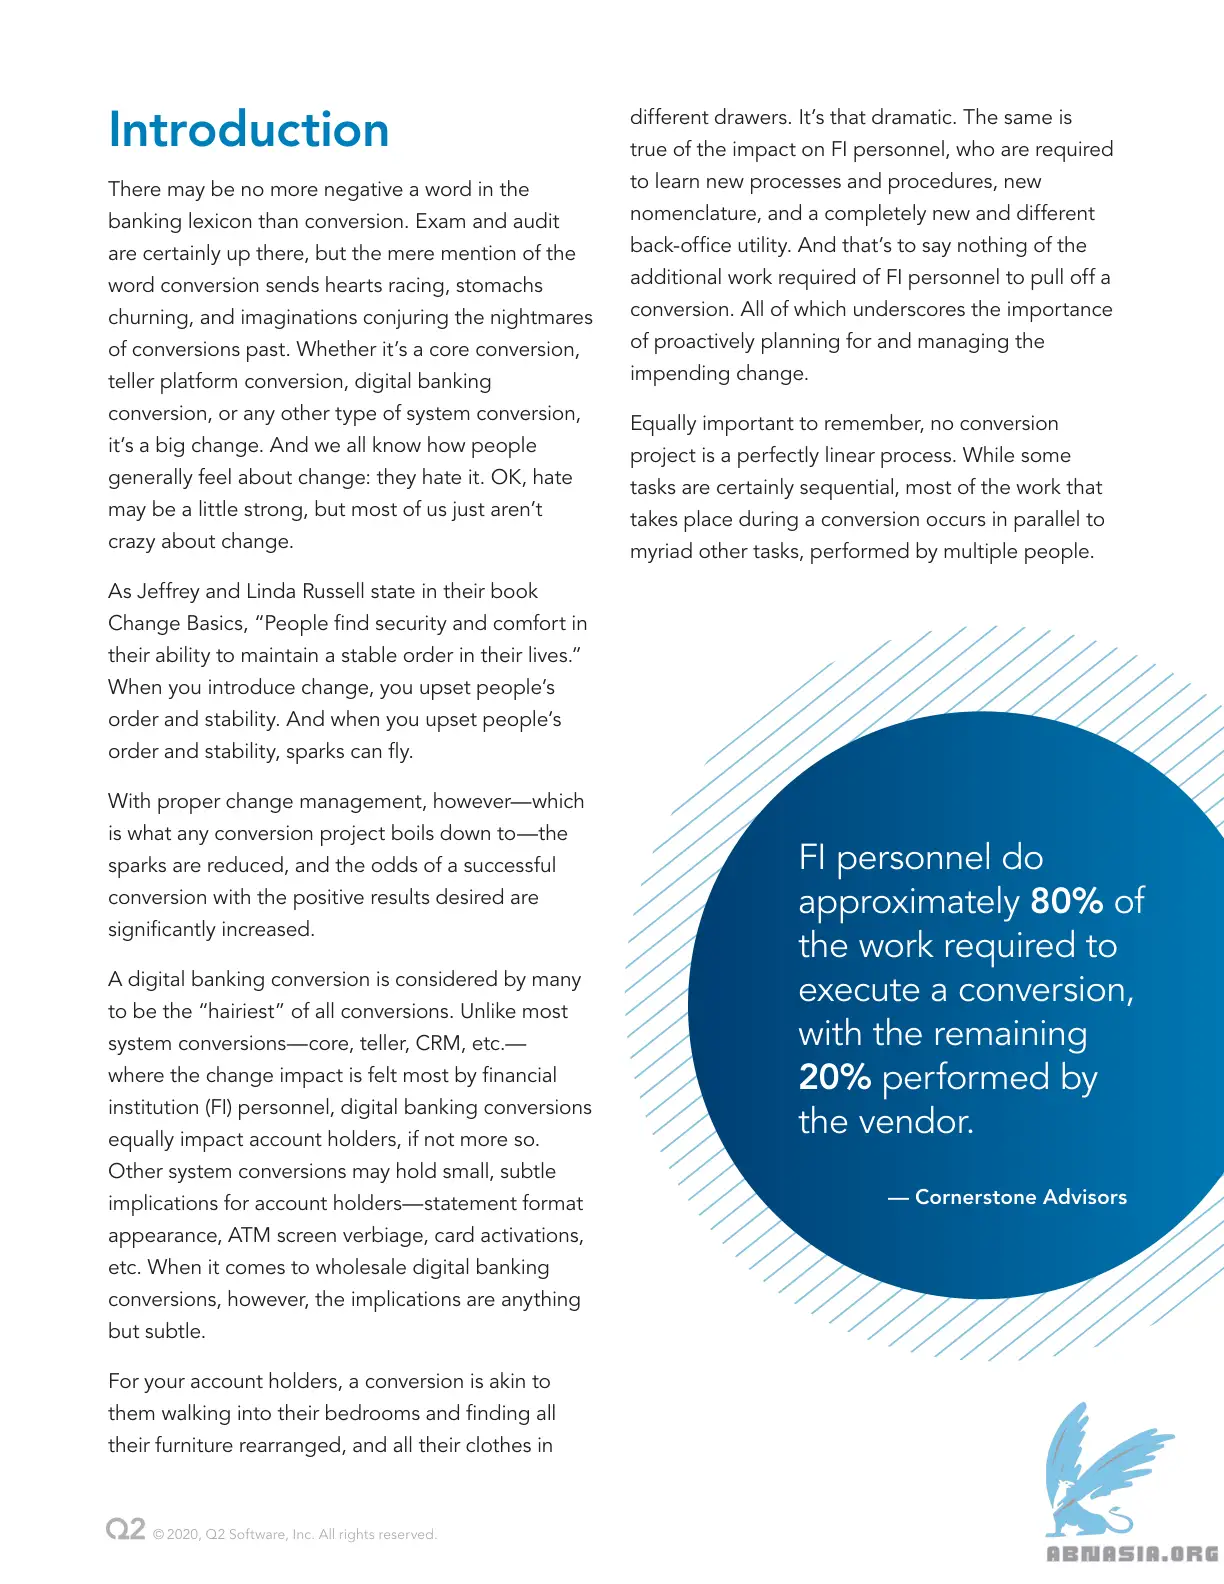 Introduction
There may be no more negative a word in the
banking lexicon than conversion. Exam and audit
are certainly up there, but the mere mention of the
word conversion sends hearts racing, stomachs
churning, and imaginations conjuring the nightmares
of conversions past. Whether it’s a core conversion,
teller platform conversion, digital banking
conversion, or any other type of system conversion,
it’s a big change. And we all know how people
generally feel about change: they hate it. OK, hate
may be a little strong, but most of us just aren’t
crazy about change.
As Jeffrey and Linda Russell state in their book
Change Basics, “People find security and comfort in
their ability to maintain a stable order in their lives.”
When you introduce change, you upset people’s
order and stability. And when you upset people’s
order and stability, sparks can fly.
With proper change management, however—which
is what any conversion project boils down to—the
sparks are reduced, and the odds of a successful
conversion with the positive results desired are
significantly increased.
A digital banking conversion is considered by many
to be the “hairiest” of all conversions. Unlike most
system conversions—core, teller, CRM, etc.—
where the change impact is felt most by financial
institution (FI) personnel, digital banking conversions
equally impact account holders, if not more so.
Other system conversions may hold small, subtle
implications for account holders—statement format
appearance, ATM screen verbiage, card activations,
etc. When it comes to wholesale digital banking
conversions, however, the implications are anything
but subtle.
For your account holders, a conversion is akin to
them walking into their bedrooms and finding all
their furniture rearranged, and all their clothes in
different drawers. It’s that dramatic. The same is
true of the impact on FI personnel, who are required
to learn new processes and procedures, new
nomenclature, and a completely new and different
back-office utility. And that’s to say nothing of the
additional work required of FI personnel to pull off a
conversion. All of which underscores the importance
of proactively planning for and managing the
impending change.
Equally important to remember, no conversion
project is a perfectly linear process. While some
tasks are certainly sequential, most of the work that
takes place during a conversion occurs in parallel to
myriad other tasks, performed by multiple people.
FI personnel do
approximately 80% of
the work required to
execute a conversion,
with the remaining
20% performed by
the vendor.
— Cornerstone Advisors
Q2 © 2020, Q2 Software, Inc. All rights reserved.
ABNASIA.ORG